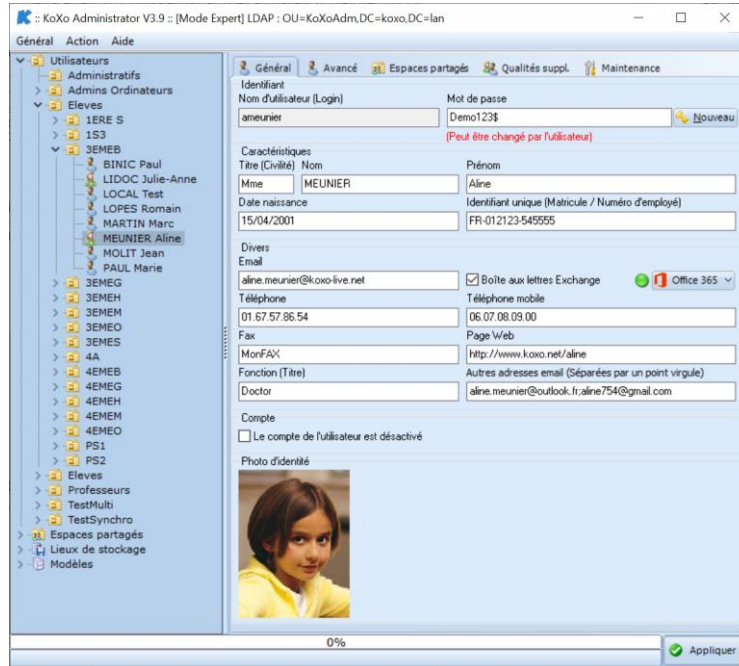 :: KoXo Administrator V3.9 :: [Mode Expert] LDAP : OU=KoXoAdm,DC=koxo,DC=lan
Général Action Aide
Utilisateurs
Administratifs
Admins Ordinateurs
Eleves
1ERE S
1S3
3EMEB
BINIC Paul
LIDOC Julie-Anne
LOCAL Test
LOPES Romain
MARTIN Marc
MEUNIER Aline
MOLIT Jean
PAUL Marie
3EMEG
3EMEH
3EMEM
3EMEO
3EMES
4A
4EMEB
4EMEG
4EMEH
4EMEM
4EMEO
PS1
PS2
Eleves
Professeurs
TestMulti
TestSynchro
Espaces partagés
Lieux de stockage
Modèles
Général Avancé Espaces partagés Qualités suppl. Maintenance
Identifiant
Nom d'utilisateur (Login) Mot de passe
ameunier Demo123$ Nouveau
(Peut être changé par l'utilisateur)
Caractéristiques
Titre (Civilité) Nom Prénom
Mme MEUNIER Aline
Date naissance Identifiant unique (Matricule / Numéro d'employé)
15/04/2001 FR-012123-545555
Divers
Email
aline.meunier@koxo-live.net Boîte aux lettres Exchange Office 365
Téléphone Téléphone mobile
01.67.57.86.54 06.07.08.09.00
Fax Page Web
MonFAX http://www.koxo.net/aline
Fonction (Titre) Autres adresses email (Séparées par un point virgule)
Doctor aline.meunier@outlook.fr;aline754@gmail.com
Compte
Le compte de l'utilisateur est désactivé
Photo d'identité
0%
Appliquer